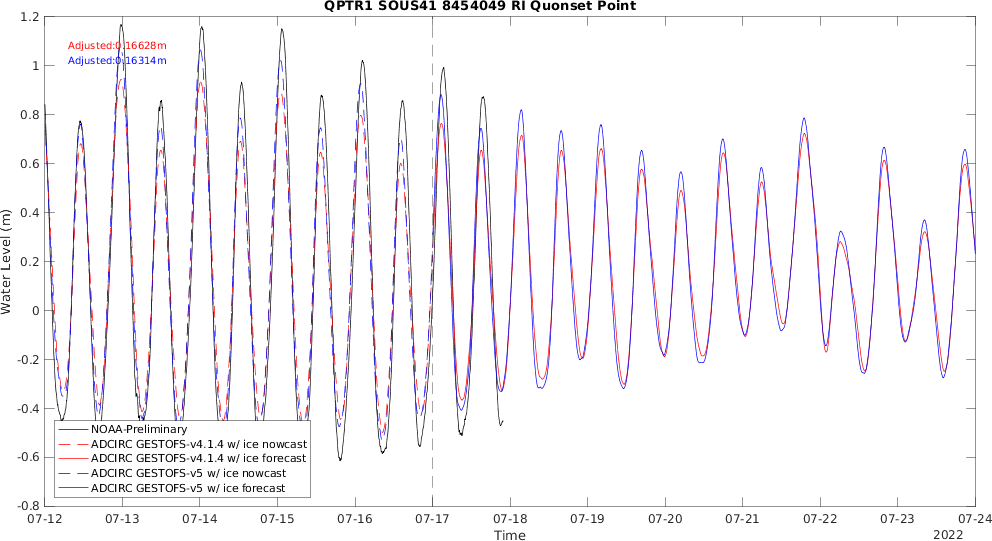 QPTR1 SOUS41 8454049 RI Quonset Point
1.2
1
0.8
0.6
0.4
0.2
0
-0.2
-0.4
-0.6
-0.8
Water Level (m)
Adjusted:0.16628m
Adjusted:0.16314m
NOAA-Preliminary
ADCIRC GESTOFS-v4.1.4 w/ ice nowcast
ADCIRC GESTOFS-v4.1.4 w/ ice forecast
ADCIRC GESTOFS-v5 w/ ice nowcast
ADCIRC GESTOFS-v5 w/ ice forecast
07-12 07-13 07-14 07-15 07-16 07-17 07-18 07-19 07-20 07-21 07-22 07-23 07-24
Time
2022